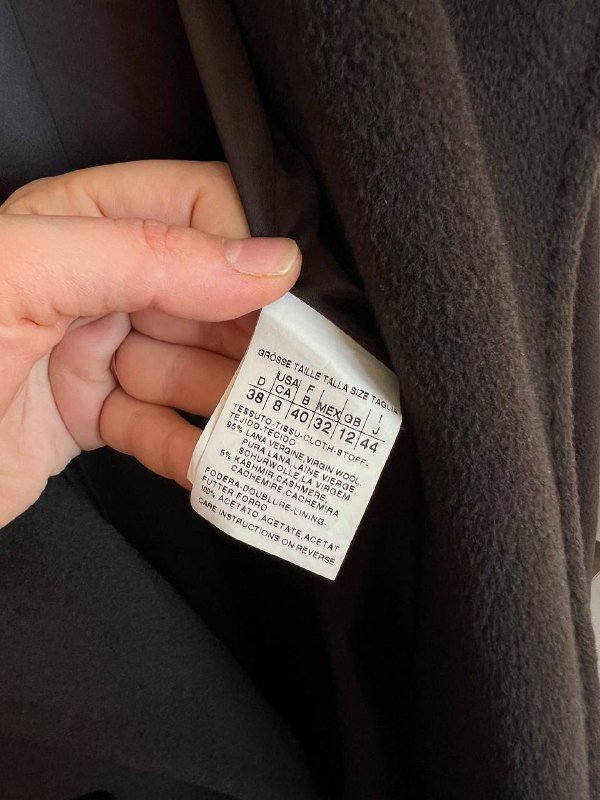 GRÖSSE TAILLE TALLA SIZE TAGLIA
D USA F MEX GB I
CA B J
38 8 40 32 12 44
TESSUTO-TISSU-CLOTH-STOFF-
TEJIDO-TECIDO
95% LANA VERGINE,VIRGIN WOOL,
PURA LANA,LAINE VIERGE,
SCHURWOLLE,LA VIRGEM
5% KASHMIR,CASHMERE,
CACHEMIRE,CACHEMIRA
FODERA-DOUBLURE-LINING-
FUTTER-FORRO
100% ACETATO,ACETATE,ACETAT
CARE INSTRUCTIONS ON REVERSE